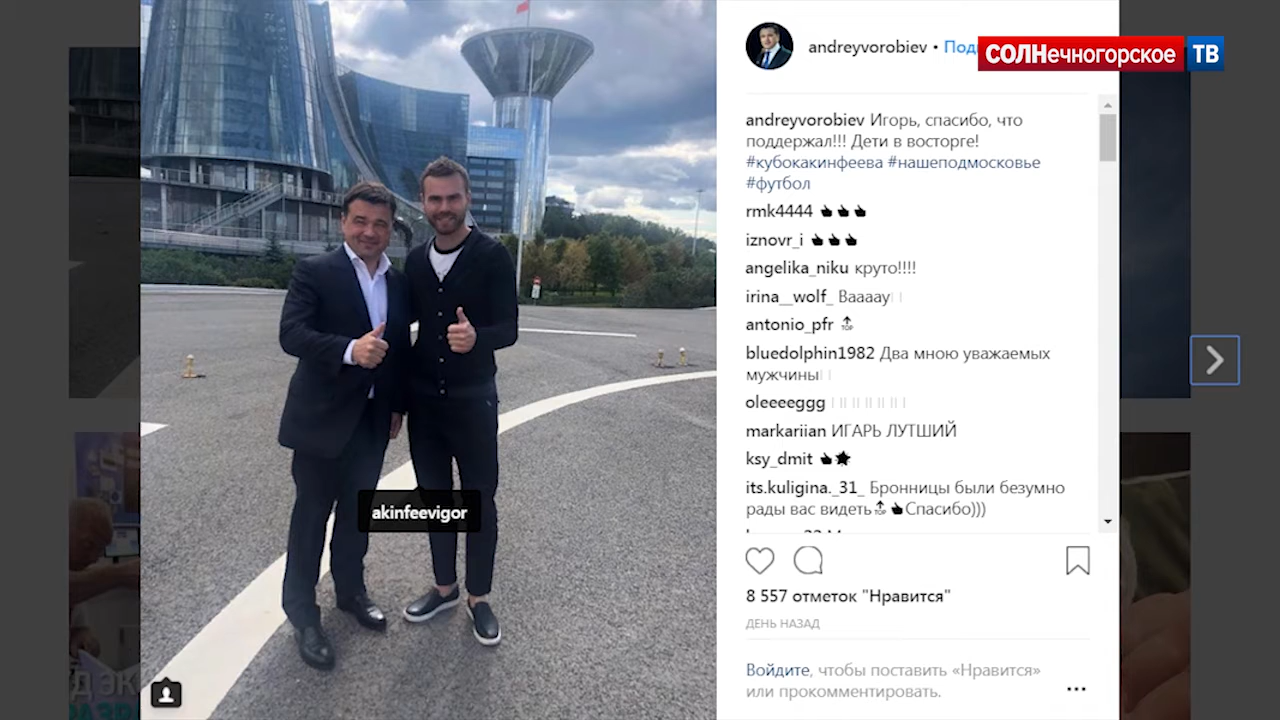 andreyvorobiev •
СОЛНечногорское ТВ
andreyvorobiev Игорь, спасибо, что
поддержал!!! Дети в восторге!
#кубокакинфеева #нашеподмосковье
#футбол
rmk4444
iznovr_i
angelika_niku круто!!!!
irina__wolf_ Ваааау
antonio_pfr TOP
bluedolphin1982 Два мною уважаемых
мужчины
oleeeeggg
markariian ИГАРЬ ЛУТШИЙ
ksy_dmit
its.kuligina._31_ Бронницы были безумно
рады вас видеть TOP Спасибо)))
8 557 отметок "Нравится"
ДЕНЬ НАЗАД
Войдите, чтобы поставить «Нравится»
или прокомментировать.
akinfeevigor